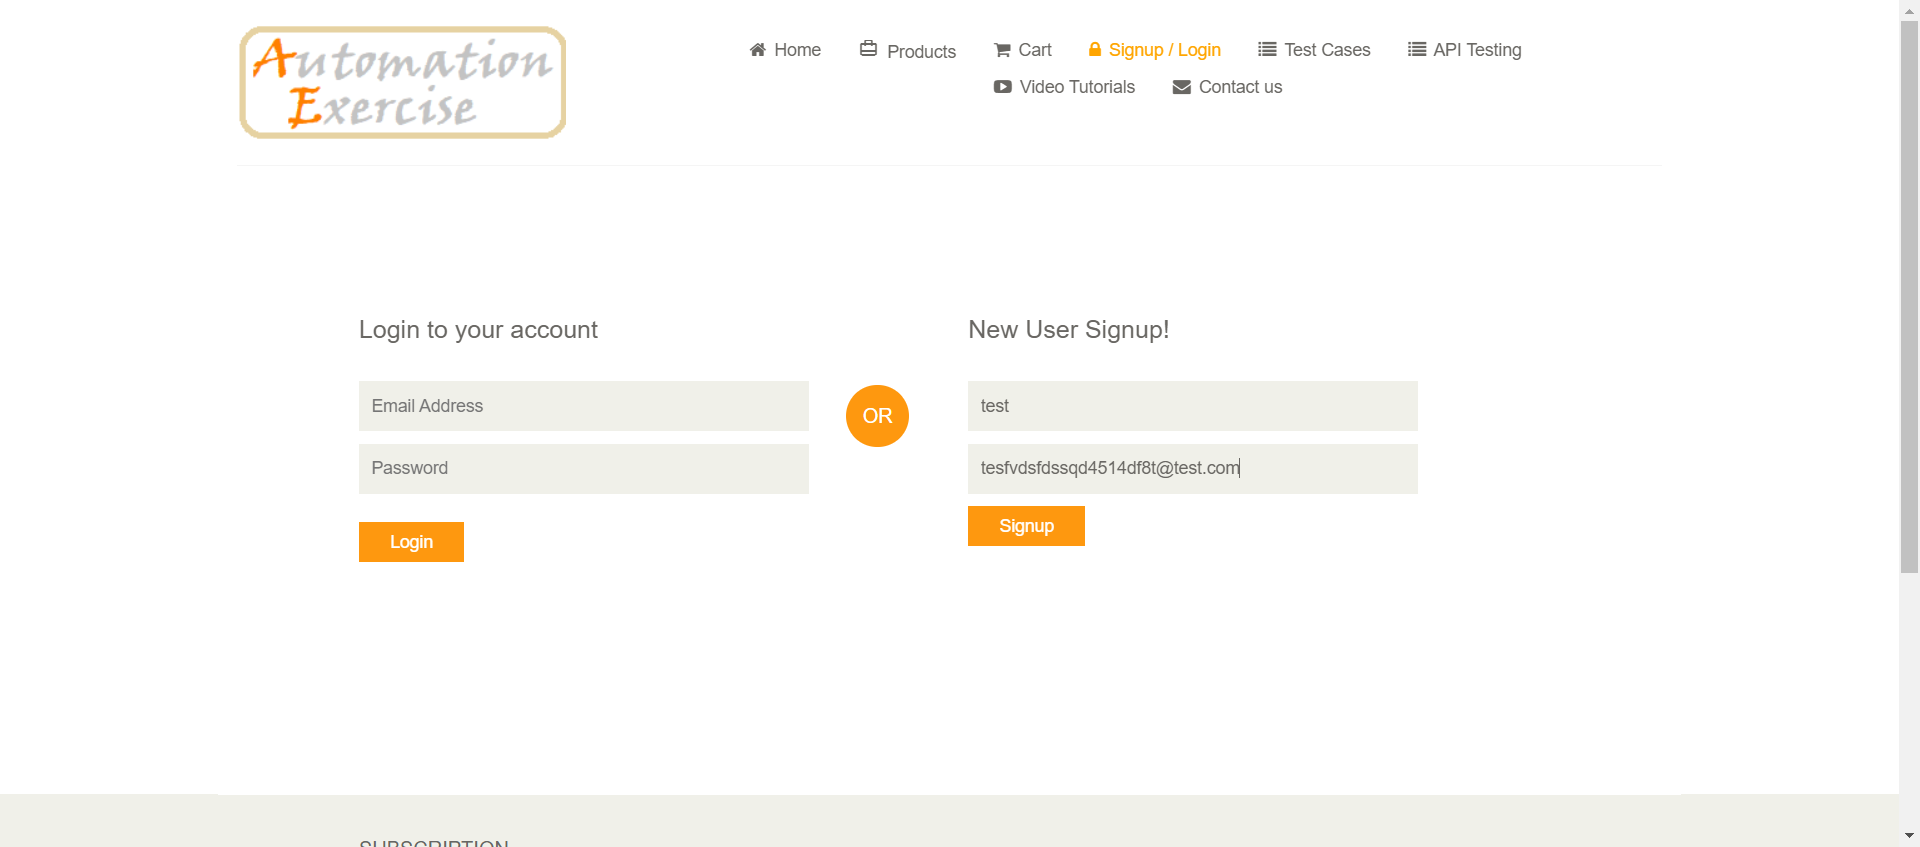 Automation
Exercise
Home
Products
Cart
Signup / Login
Test Cases
API Testing
Video Tutorials
Contact us
Login to your account
Email Address
Password
Login
OR
New User Signup!
test
tesfvdsfdssqd4514df8t@test.com
Signup
SUBSCRIPTION